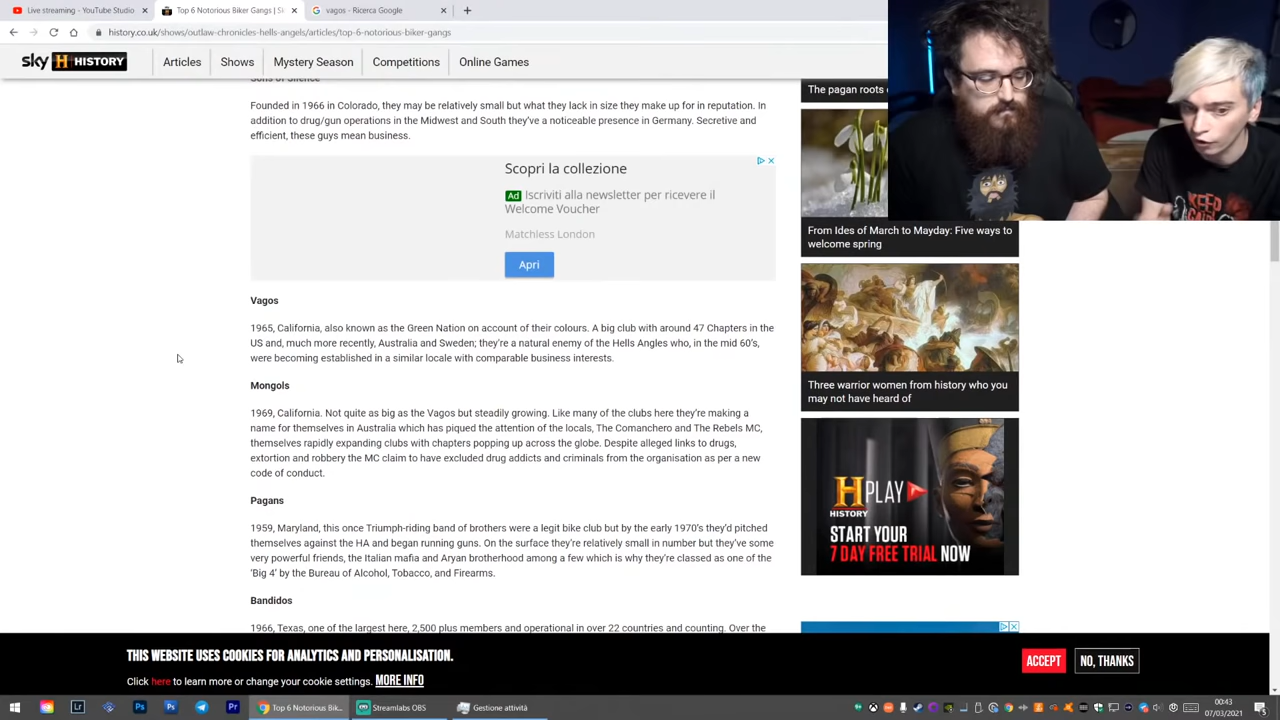 Live streaming - YouTube Studio
Top 6 Notorious Biker Gangs | Sk
vagos - Ricerca Google
history.co.uk/shows/outlaw-chronicles-hells-angels/articles/top-6-notorious-biker-gangs
sky HISTORY
Articles
Shows
Mystery Season
Competitions
Online Games
Sons of Silence
Founded in 1966 in Colorado, they may be relatively small but what they lack in size they make up for in reputation. In
addition to drug/gun operations in the Midwest and South they've a noticeable presence in Germany. Secretive and
efficient, these guys mean business.
Scopri la collezione
Ad Iscriviti alla newsletter per ricevere il
Welcome Voucher
Matchless London
Apri
Vagos
1965, California, also known as the Green Nation on account of their colours. A big club with around 47 Chapters in the
US and, much more recently, Australia and Sweden; they're a natural enemy of the Hells Angles who, in the mid 60's,
were becoming established in a similar locale with comparable business interests.
Mongols
1969, California. Not quite as big as the Vagos but steadily growing. Like many of the clubs here they're making a
name for themselves in Australia which has piqued the attention of the locals, The Comanchero and The Rebels MC,
themselves rapidly expanding clubs with chapters popping up across the globe. Despite alleged links to drugs,
extortion and robbery the MC claim to have excluded drug addicts and criminals from the organisation as per a new
code of conduct.
Pagans
1959, Maryland, this once Triumph-riding band of brothers were a legit bike club but by the early 1970's they'd pitched
themselves against the HA and began running guns. On the surface they're relatively small in number but they've some
very powerful friends, the Italian mafia and Aryan brotherhood among a few which is why they're classed as one of the
'Big 4' by the Bureau of Alcohol, Tobacco, and Firearms.
Bandidos
1966, Texas, one of the largest here, 2,500 plus members and operational in over 22 countries and counting. Over the
The pagan roots
From Ides of March to Mayday: Five ways to
welcome spring
Three warrior women from history who you
may not have heard of
H PLAY
HISTORY
START YOUR
7 DAY FREE TRIAL NOW
KEEP
THIS WEBSITE USES COOKIES FOR ANALYTICS AND PERSONALISATION.
Click here to learn more or change your cookie settings. MORE INFO
ACCEPT
NO, THANKS
Top 6 Notorious Bik...
Streamlabs OBS
Gestione attività
00:43
07/03/2021